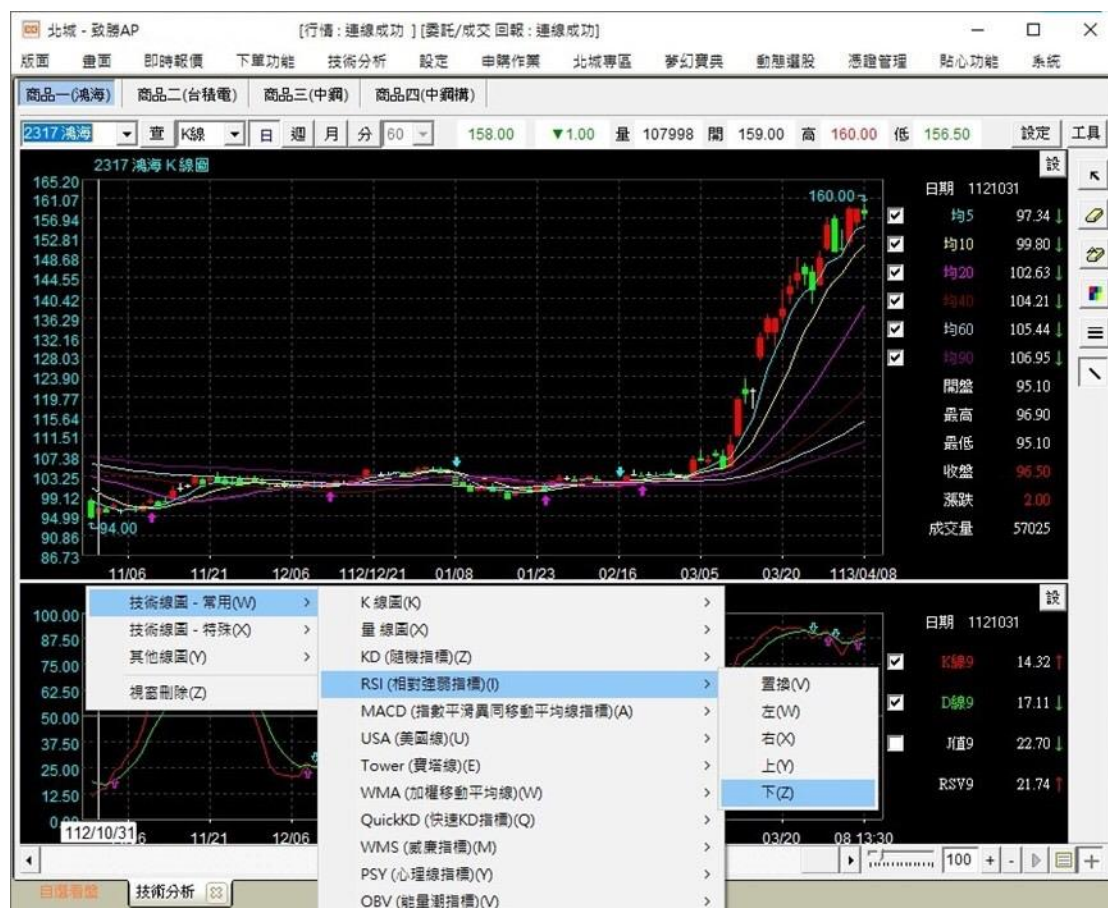 北城 - 致勝AP [行情 : 連線成功 ] [委託/成交 回報 : 連線成功]
版面 畫面 即時報價 下單功能 技術分析 設定 申購作業 北城專區 夢幻寶典 動態選股 憑證管理 貼心功能 系統
商品一(鴻海) 商品二(台積電) 商品三(中鋼) 商品四(中鋼構)
2317 鴻海 查 K線 日 週 月 分 60 158.00 ▼1.00 量 107998 開 159.00 高 160.00 低 156.50 設定 工具
2317 鴻海 K 線圖 設
165.20
161.07
156.94
152.81
148.68
144.55
140.42
136.29
132.16
128.03
123.90
119.77
115.64
111.51
107.38
103.25
99.12
94.99
90.86
86.73
160.00
94.00
日期 1121031
均5 97.34↓
均10 99.80↓
均20 102.63↓
均40 104.21↓
均60 105.44↓
均90 106.95↓
開盤 95.10
最高 96.90
最低 95.10
收盤 96.50
漲跌 2.00
成交量 57025
11/06 11/21 12/06 112/12/21 01/08 01/23 02/16 03/05 03/20 113/04/08
設
100.00
87.50
75.00
62.50
50.00
37.50
25.00
12.50
0.00
技術線圖 - 常用(W) >
技術線圖 - 特殊(X) >
其他線圖(Y) >
視窗刪除(Z)
K 線圖(K) >
量 線圖(X) >
KD (隨機指標)(Z) >
RSI (相對強弱指標)(I) >
MACD (指數平滑異同移動平均線指標)(A) >
USA (美國線)(U) >
Tower (寶塔線)(E) >
WMA (加權移動平均線)(W) >
QuickKD (快速KD指標)(Q) >
WMS (威廉指標)(M) >
PSY (心理線指標)(Y) >
OBV (能量潮指標)(V) >
置換(V)
左(W)
右(X)
上(Y)
下(Z)
日期 1121031
K線9 14.32↑
D線9 17.11↓
J值9 22.70↓
RSV9 21.74↑
112/10/31 11/21 12/06 03/20 08 13:30
100 + -
自選看盤 技術分析